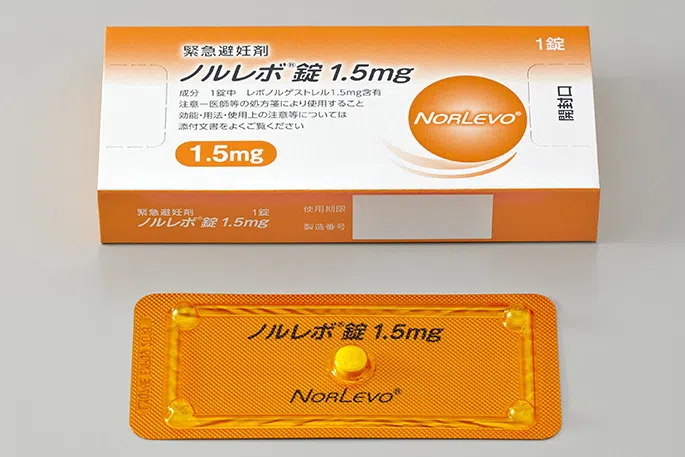 緊急避妊剤
ノルレボ®錠 1.5mg
成分 1錠中 レボノルゲストレル1.5mg含有
注意－医師等の処方箋により使用すること
効能・用法・使用上の注意等については
添付文書をよくご覧ください
1.5mg
1錠
NORLEVO®
開封口
緊急避妊剤 1錠
ノルレボ®錠 1.5mg
使用期限
製造番号
ノルレボ®錠 1.5mg
NORLEVO®